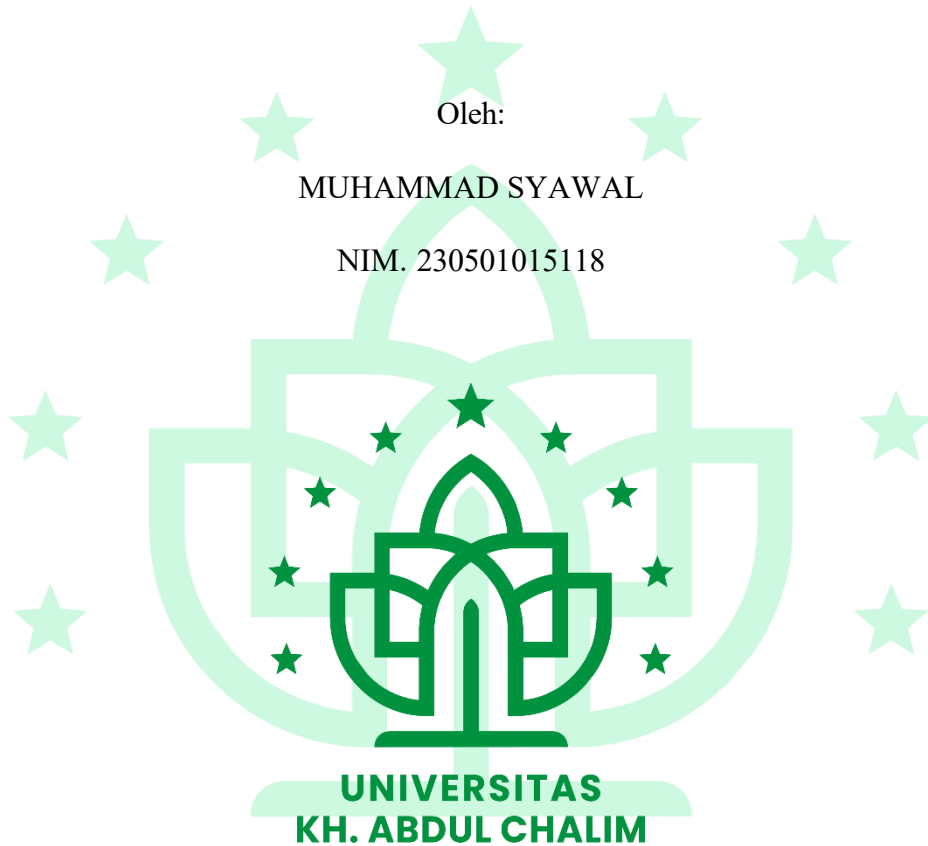 Oleh:
MUHAMMAD SYAWAL
NIM. 230501015118
UNIVERSITAS
KH. ABDUL CHALIM